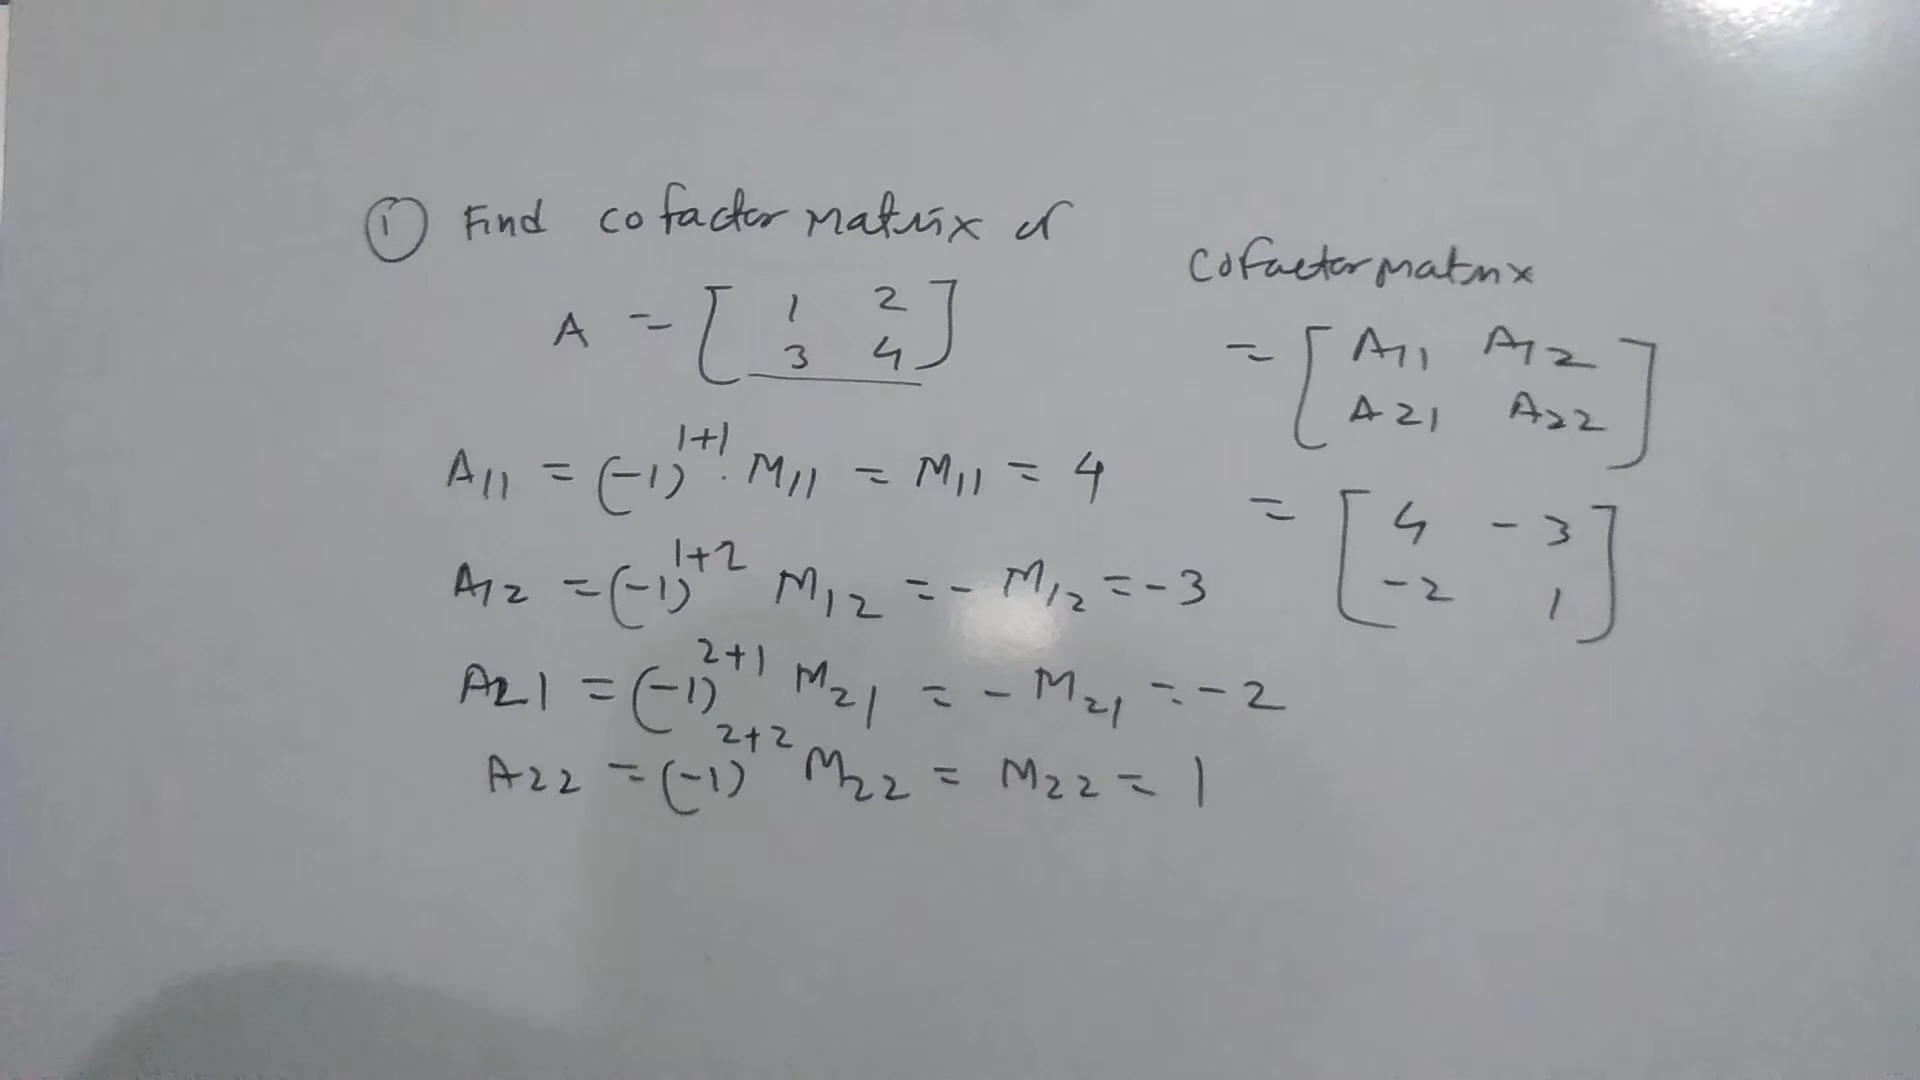 ① Find cofactor matrix of
A = [ 1 2
3 4 ]
A11 = (-1)^1+1 . M11 = M11 = 4
A12 = (-1)^1+2 M12 = - M12 = -3
A21 = (-1)^2+1 M21 = - M21 = -2
A22 = (-1)^2+2 M22 = M22 = 1
Cofactor matrix
= [ A11 A12
A21 A22 ]
= [ 4 -3
-2 1 ]